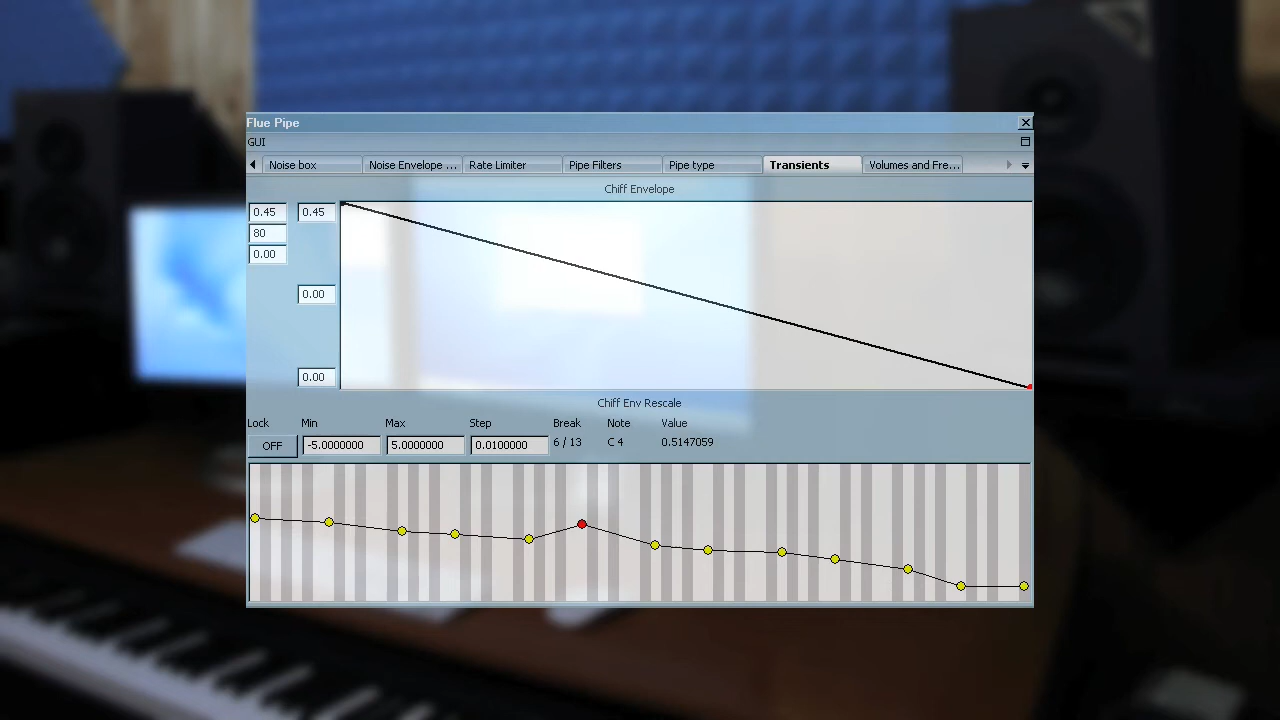 Flue Pipe
GUI
Noise box Noise Envelope ... Rate Limiter Pipe Filters Pipe type Transients Volumes and Fre...
Chiff Envelope
0.45 0.45
80
0.00
0.00
0.00
Chiff Env Rescale
Lock Min Max Step Break Note Value
OFF -5.0000000 5.0000000 0.0100000 6 / 13 C 4 0.5147059